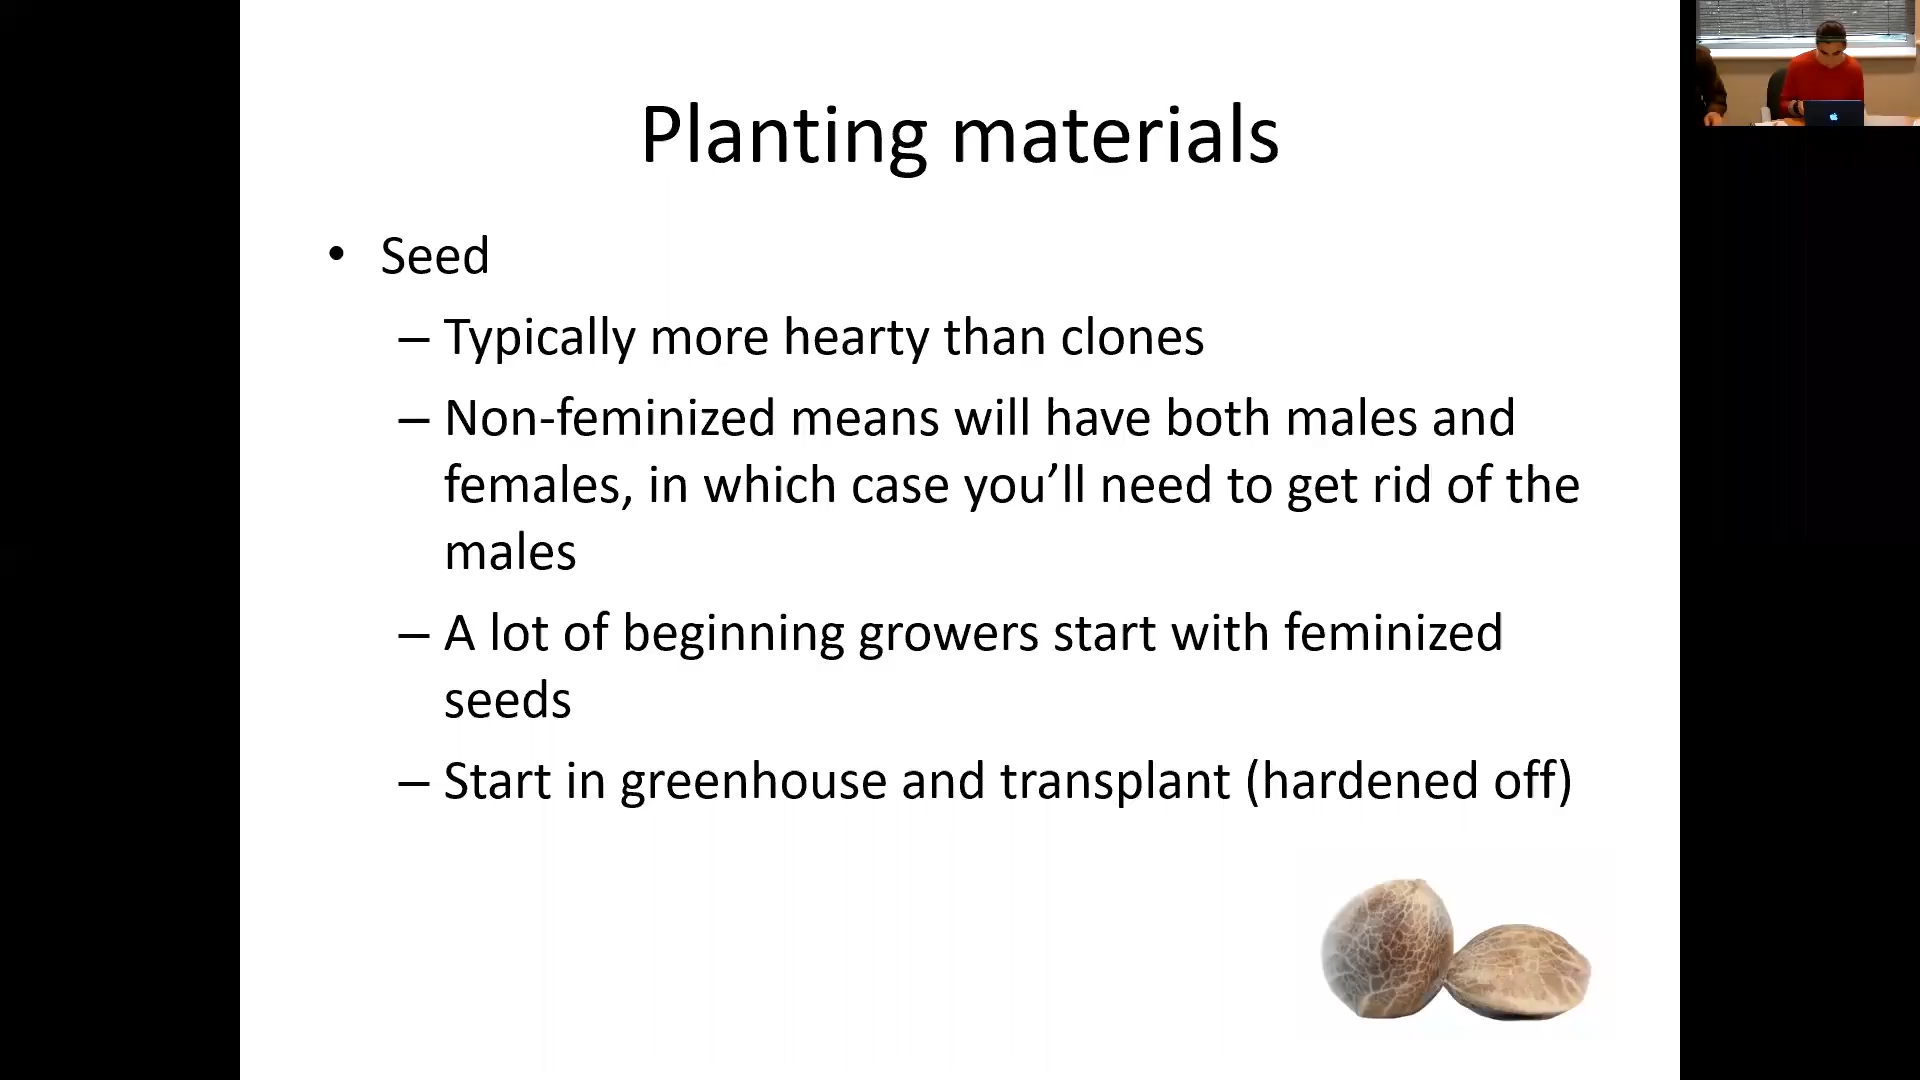 Planting materials
• Seed
– Typically more hearty than clones
– Non-feminized means will have both males and
females, in which case you’ll need to get rid of the
males
– A lot of beginning growers start with feminized
seeds
– Start in greenhouse and transplant (hardened off)